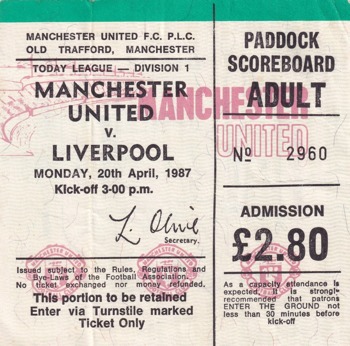 MANCHESTER UNITED F.C. P.L.C.
OLD TRAFFORD, MANCHESTER
TODAY LEAGUE — DIVISION 1
MANCHESTER
UNITED
V.
LIVERPOOL
MONDAY, 20th April, 1987
Kick-off 3-00 p.m.
Secretary.
Issued subject to the Rules, Regulations and
Bye-Laws of the Football Association.
No ticket exchanged nor money refunded.
This portion to be retained
Enter via Turnstile marked
Ticket Only
MANCHESTER
UNITED
PADDOCK
SCOREBOARD
ADULT
No 2960
ADMISSION
£2.80
As a capacity attendance is
expected. It is strongly
recommended that patrons
ENTER THE GROUND not
less than 30 minutes before
kick-off